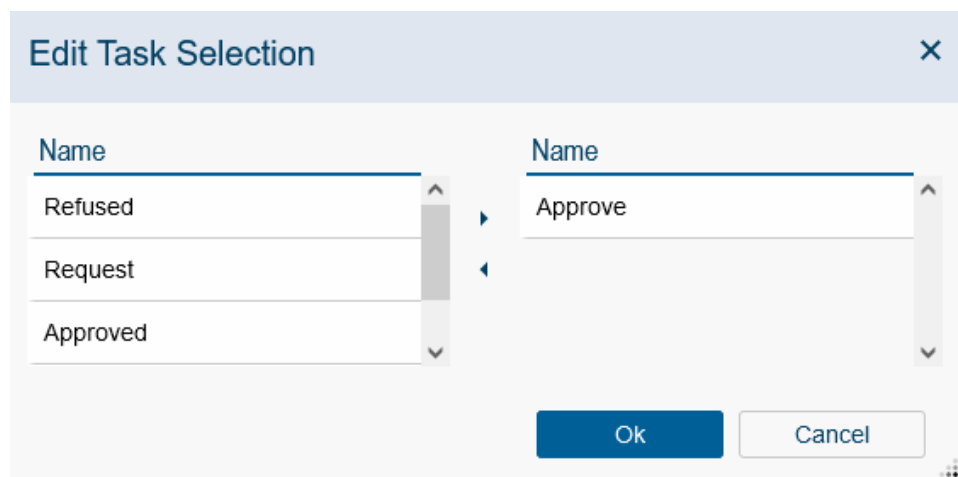 Edit Task Selection
Name
Name
Refused
Approve
Request
Approved
Ok
Cancel